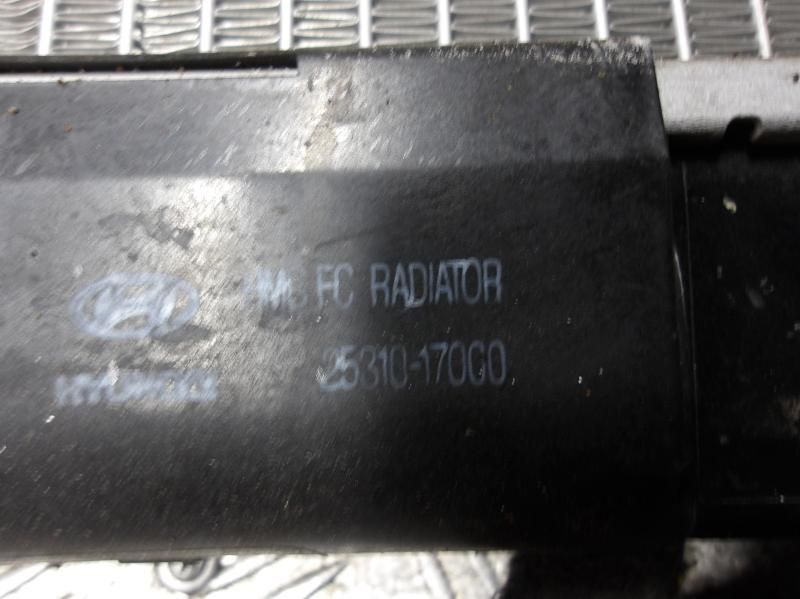 HMC FC RADIATOR
HYUNDAI
25310-17000